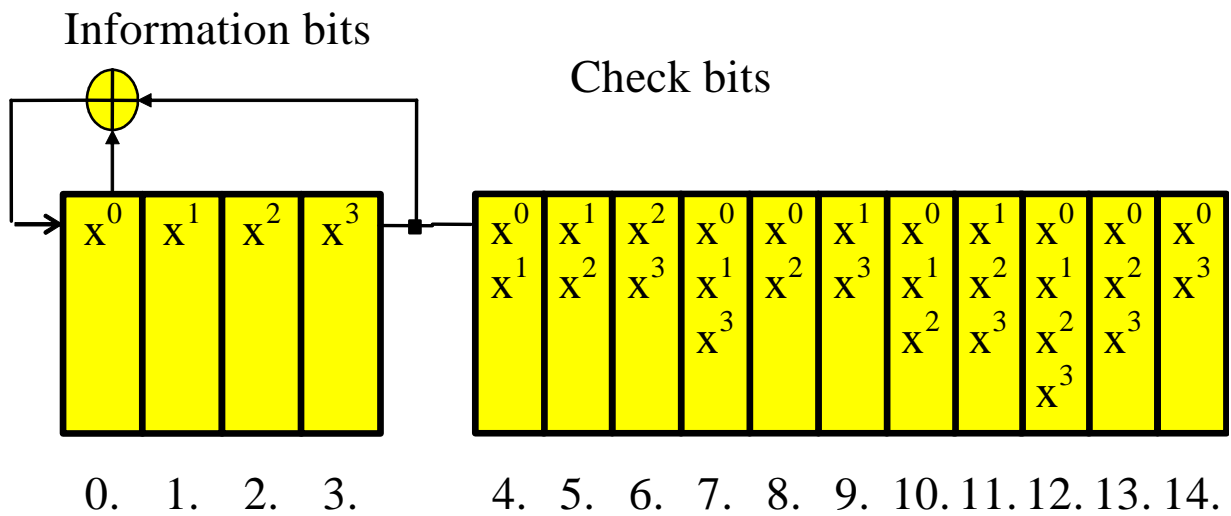 Information bits
Check bits
x⁰ x¹ x² x³ x⁰ x¹ x² x⁰ x⁰ x¹ x⁰ x¹ x⁰ x⁰ x⁰
x¹ x² x³ x¹ x² x³ x¹ x² x¹ x² x³
x³ x² x³ x² x³
x³
0. 1. 2. 3. 4. 5. 6. 7. 8. 9. 10. 11. 12. 13. 14.